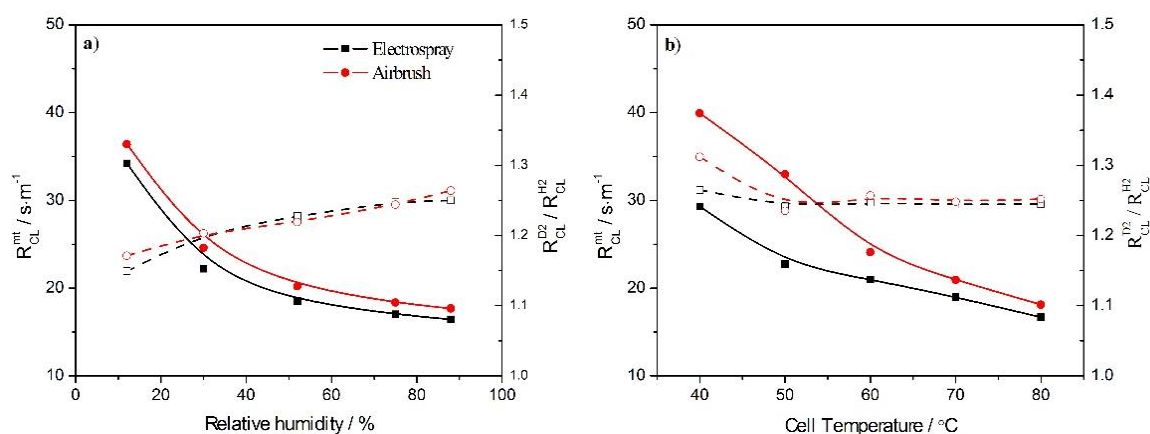 a)
Electrospray
Airbrush
R_CL^mt / s·m^-1
50
40
30
20
10
0 20 40 60 80 100
Relative humidity / %
1.5
1.4
1.3
1.2
1.1
1.0
R_CL^D2 / R_CL^H2
b)
R_CL^mt / s·m^-1
50
40
30
20
10
40 50 60 70 80
Cell Temperature / °C
1.5
1.4
1.3
1.2
1.1
1.0
R_CL^D2 / R_CL^H2